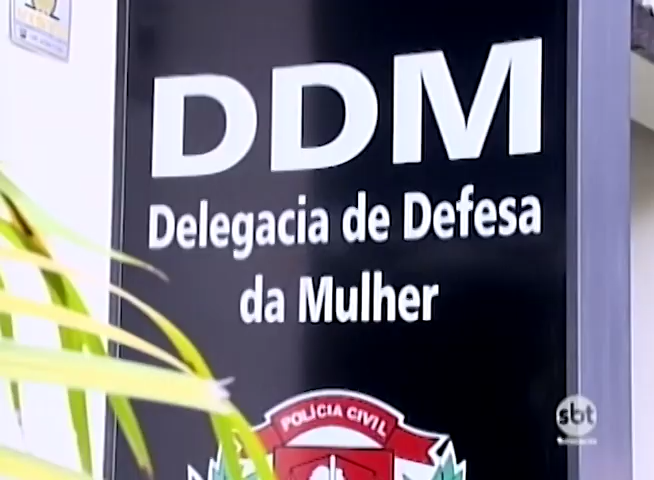 DDM
Delegacia de Defesa
da Mulher
POLÍCIA CIVIL
sbt